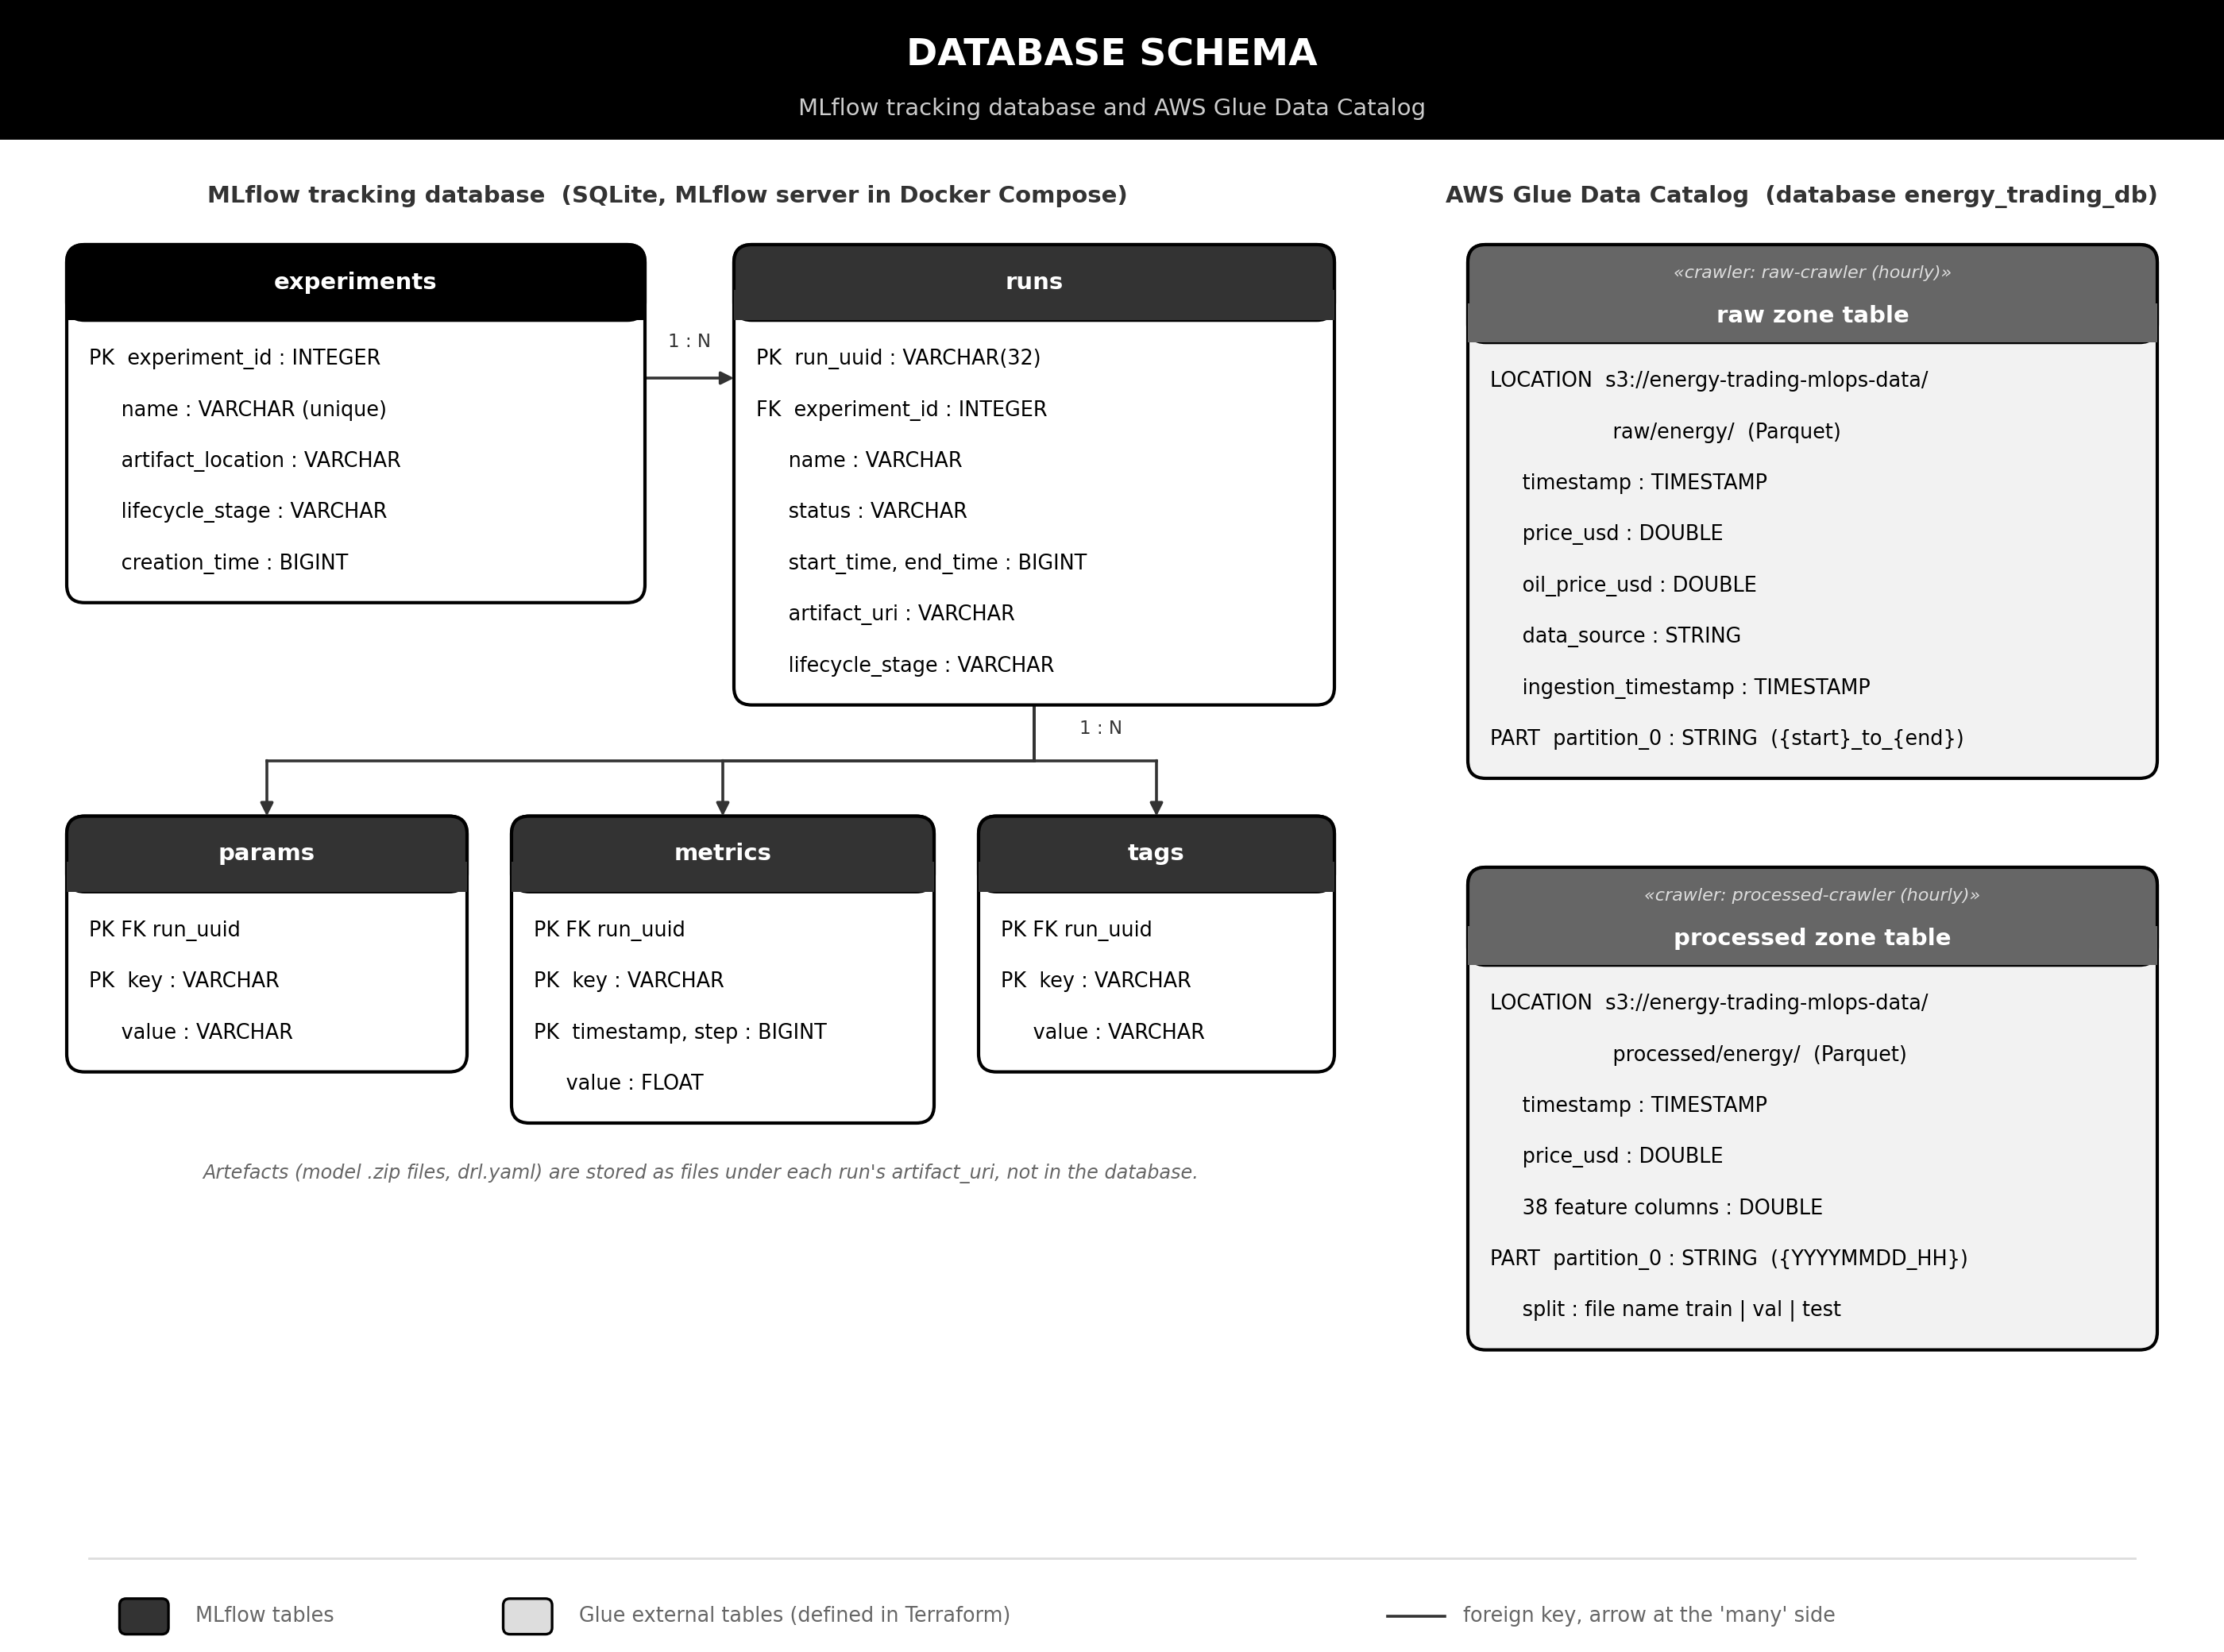 DATABASE SCHEMA
MLflow tracking database and AWS Glue Data Catalog
MLflow tracking database  (SQLite, MLflow server in Docker Compose)
experiments
PK  experiment_id : INTEGER
name : VARCHAR (unique)
artifact_location : VARCHAR
lifecycle_stage : VARCHAR
creation_time : BIGINT
1 : N
runs
PK  run_uuid : VARCHAR(32)
FK  experiment_id : INTEGER
name : VARCHAR
status : VARCHAR
start_time, end_time : BIGINT
artifact_uri : VARCHAR
lifecycle_stage : VARCHAR
1 : N
params
PK FK run_uuid
PK  key : VARCHAR
value : VARCHAR
metrics
PK FK run_uuid
PK  key : VARCHAR
PK  timestamp, step : BIGINT
value : FLOAT
tags
PK FK run_uuid
PK  key : VARCHAR
value : VARCHAR
Artefacts (model .zip files, drl.yaml) are stored as files under each run's artifact_uri, not in the database.
AWS Glue Data Catalog  (database energy_trading_db)
«crawler: raw-crawler (hourly)»
raw zone table
LOCATION  s3://energy-trading-mlops-data/
raw/energy/  (Parquet)
timestamp : TIMESTAMP
price_usd : DOUBLE
oil_price_usd : DOUBLE
data_source : STRING
ingestion_timestamp : TIMESTAMP
PART  partition_0 : STRING  ({start}_to_{end})
«crawler: processed-crawler (hourly)»
processed zone table
LOCATION  s3://energy-trading-mlops-data/
processed/energy/  (Parquet)
timestamp : TIMESTAMP
price_usd : DOUBLE
38 feature columns : DOUBLE
PART  partition_0 : STRING  ({YYYYMMDD_HH})
split : file name train | val | test
MLflow tables
Glue external tables (defined in Terraform)
foreign key, arrow at the 'many' side